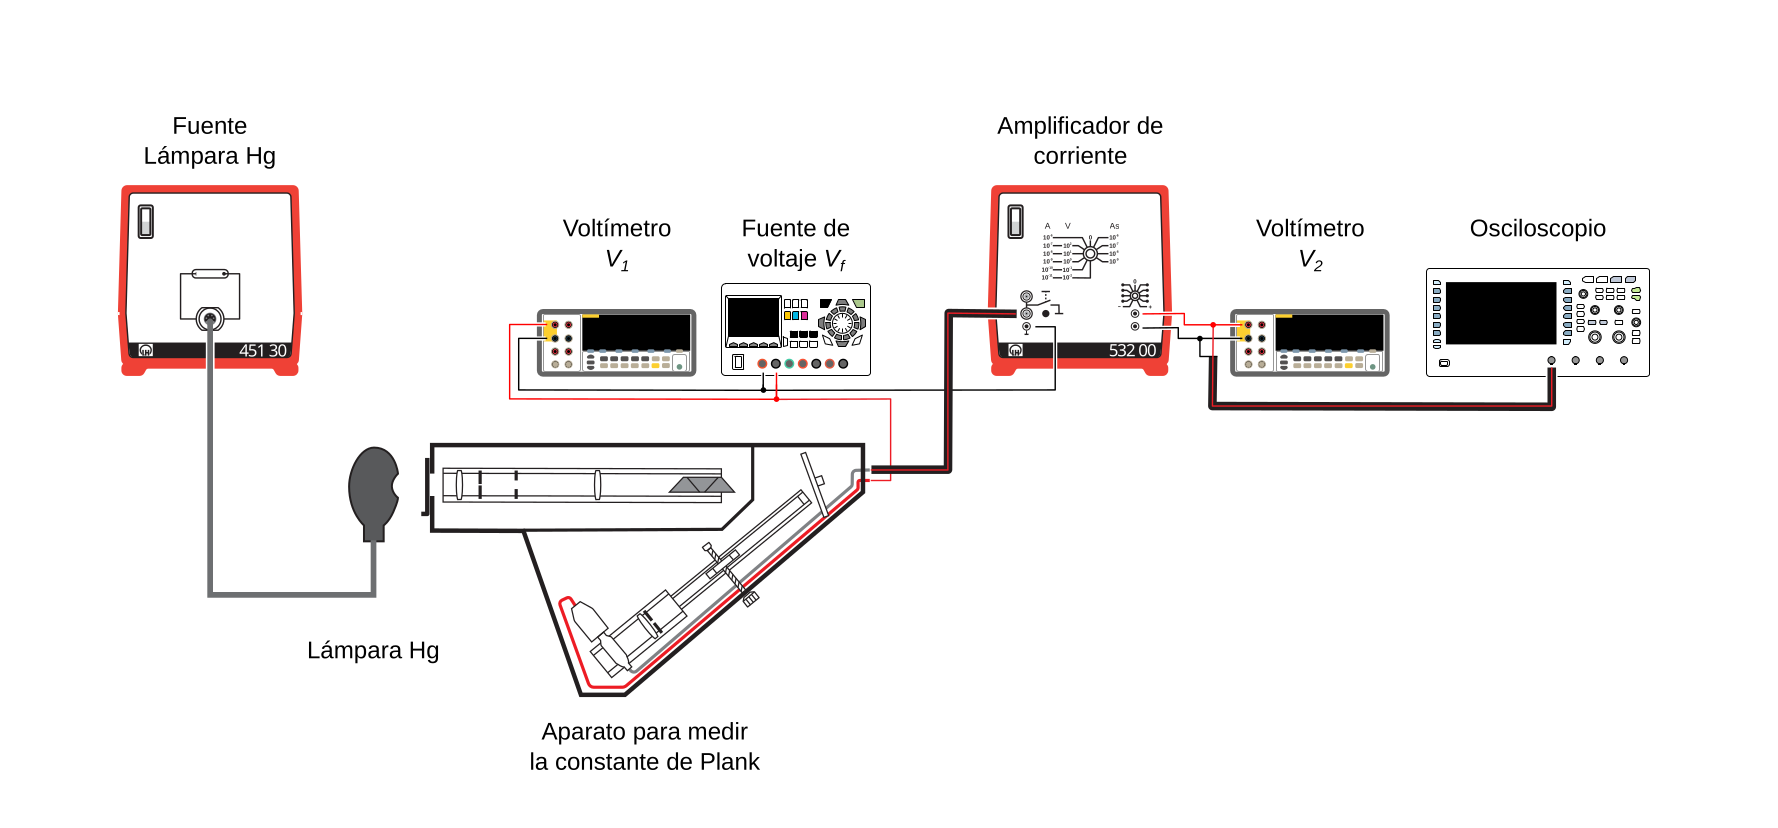 Fuente
Lámpara Hg
Amplificador de
corriente
Voltímetro
V1
Fuente de
voltaje Vf
Voltímetro
V2
Osciloscopio
A V As
451 30
532 00
Lámpara Hg
Aparato para medir
la constante de Plank